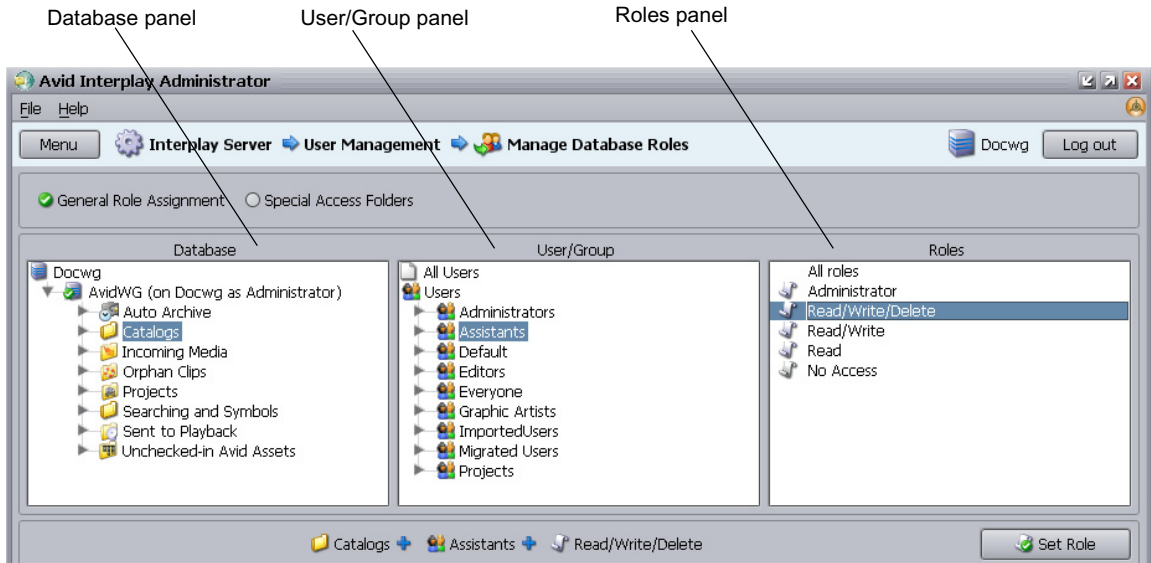 Database panel
User/Group panel
Roles panel
Avid Interplay Administrator
File Help
Menu Interplay Server User Management Manage Database Roles Docwg Log out
General Role Assignment Special Access Folders
Database
Docwg
AvidWG (on Docwg as Administrator)
Auto Archive
Catalogs
Incoming Media
Orphan Clips
Projects
Searching and Symbols
Sent to Playback
Unchecked-in Avid Assets
User/Group
All Users
Users
Administrators
Assistants
Default
Editors
Everyone
Graphic Artists
ImportedUsers
Migrated Users
Projects
Roles
All roles
Administrator
Read/Write/Delete
Read/Write
Read
No Access
Catalogs Assistants Read/Write/Delete Set Role